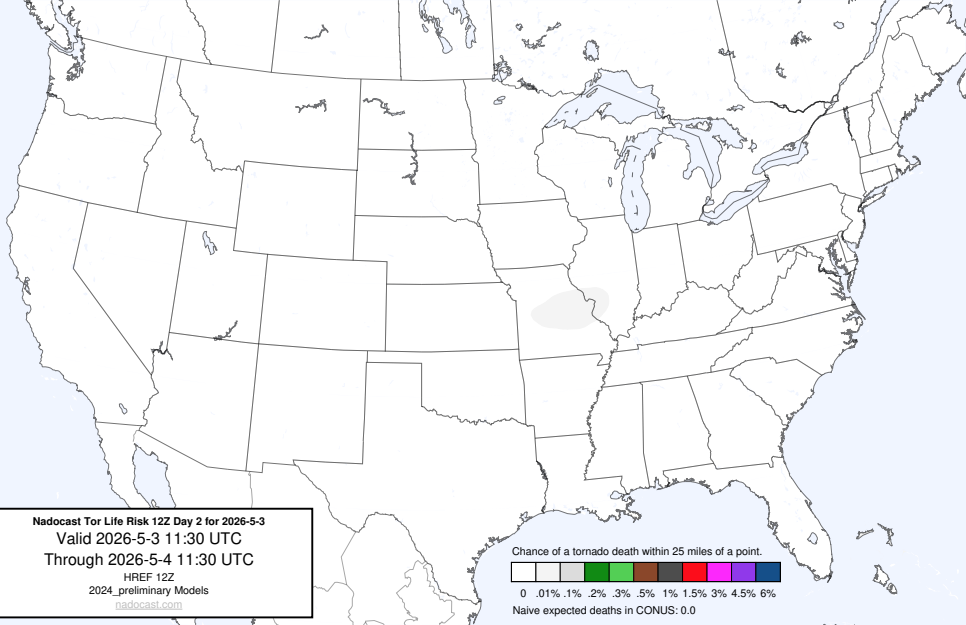 Nadocast Tor Life Risk 12Z Day 2 for 2026-5-3
Valid 2026-5-3 11:30 UTC
Through 2026-5-4 11:30 UTC
HREF 12Z
2024_preliminary Models
nadocast.com
Chance of a tornado death within 25 miles of a point.
0 .01% .1% .2% .3% .5% 1% 1.5% 3% 4.5% 6%
Naive expected deaths in CONUS: 0.0